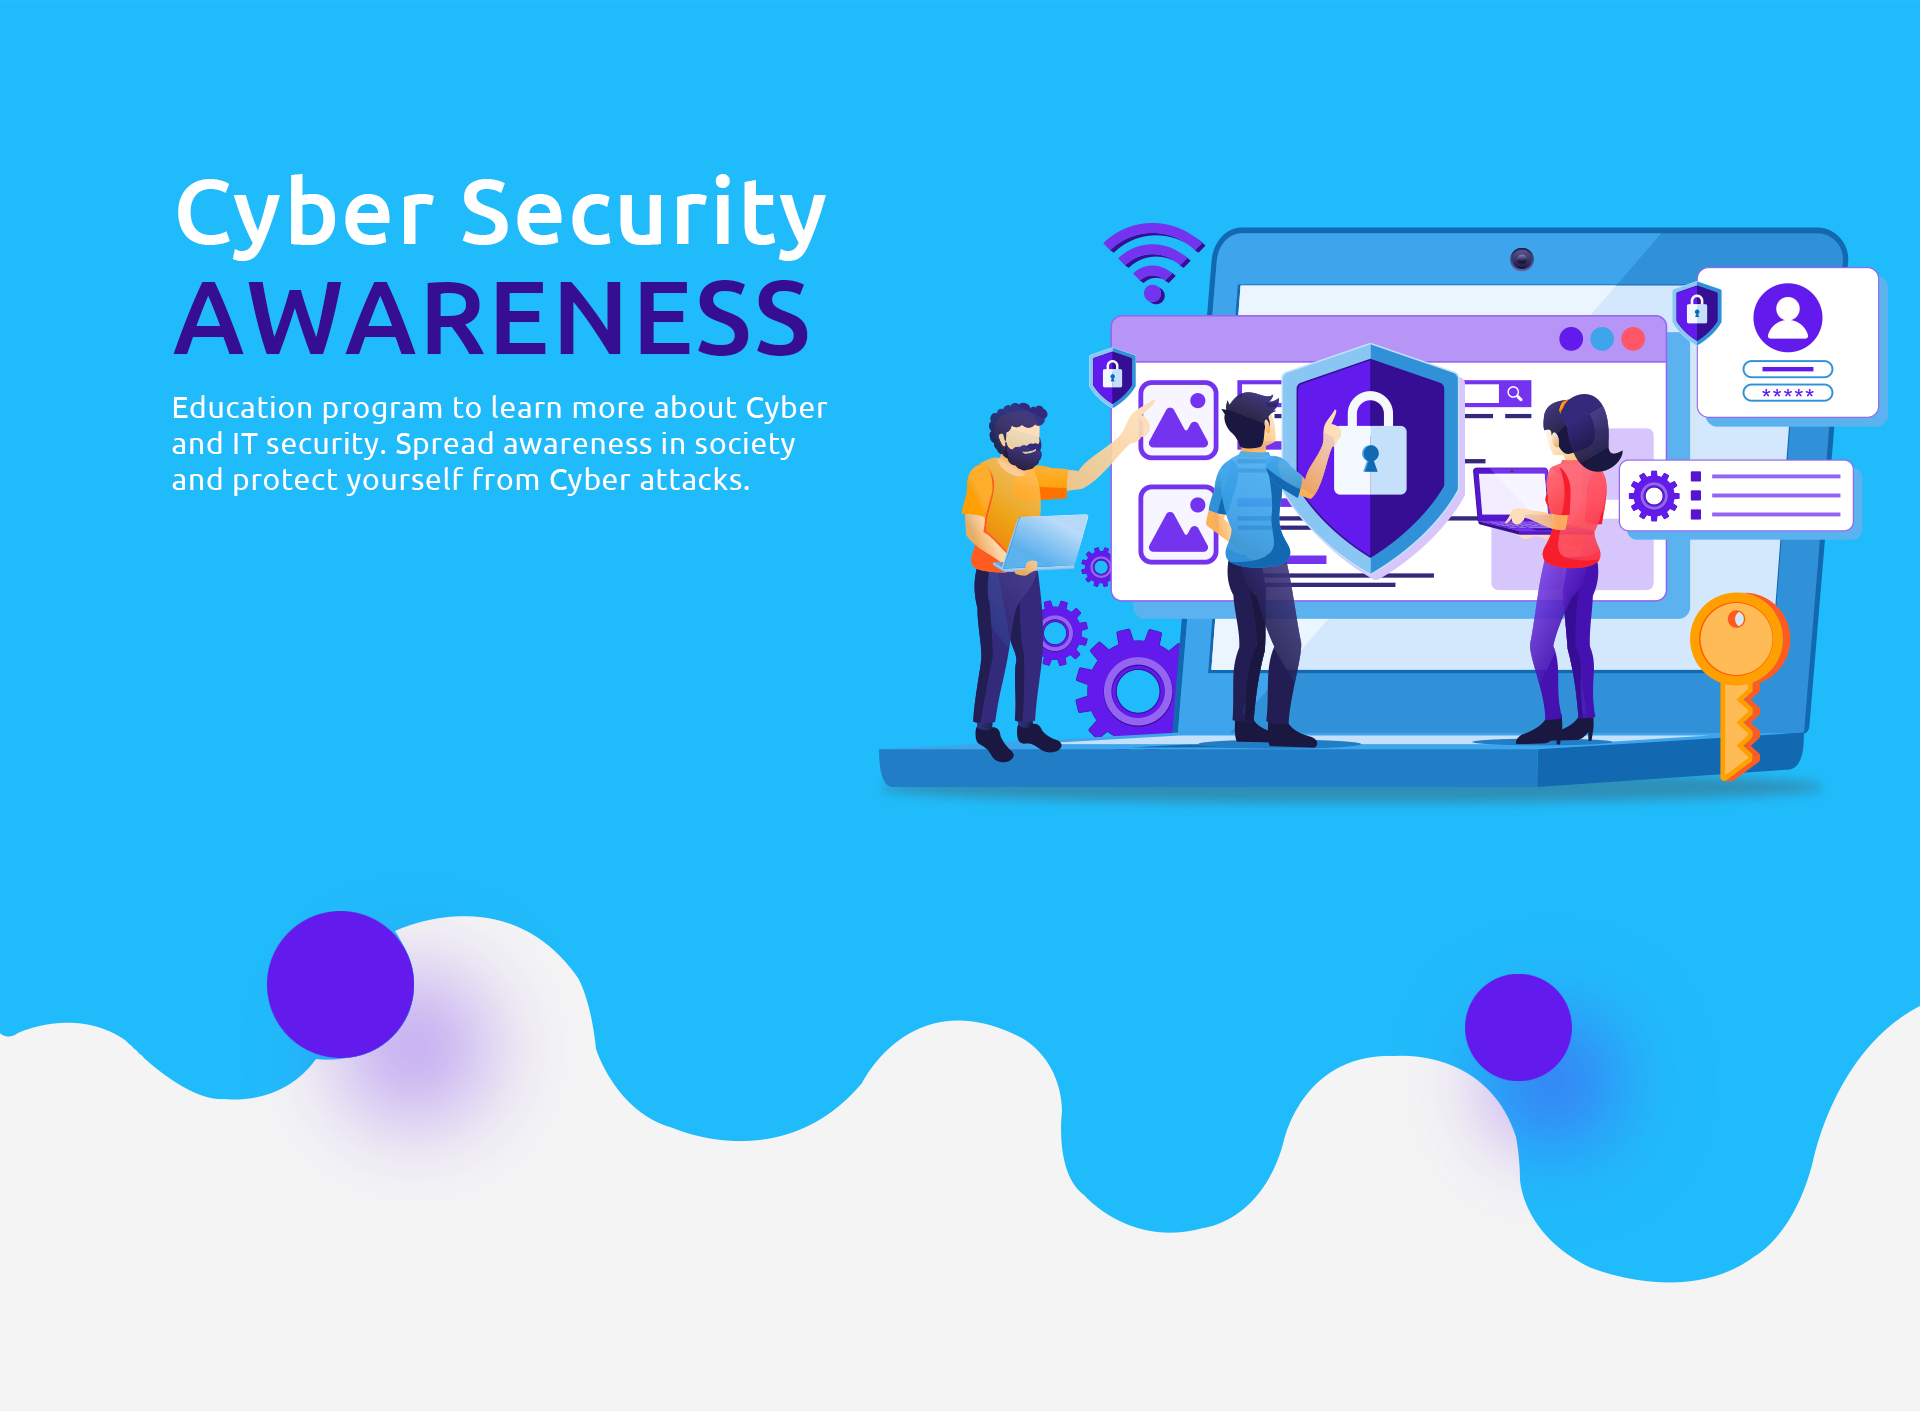 Cyber Security
AWARENESS
Education program to learn more about Cyber
and IT security. Spread awareness in society
and protect yourself from Cyber attacks.
*****